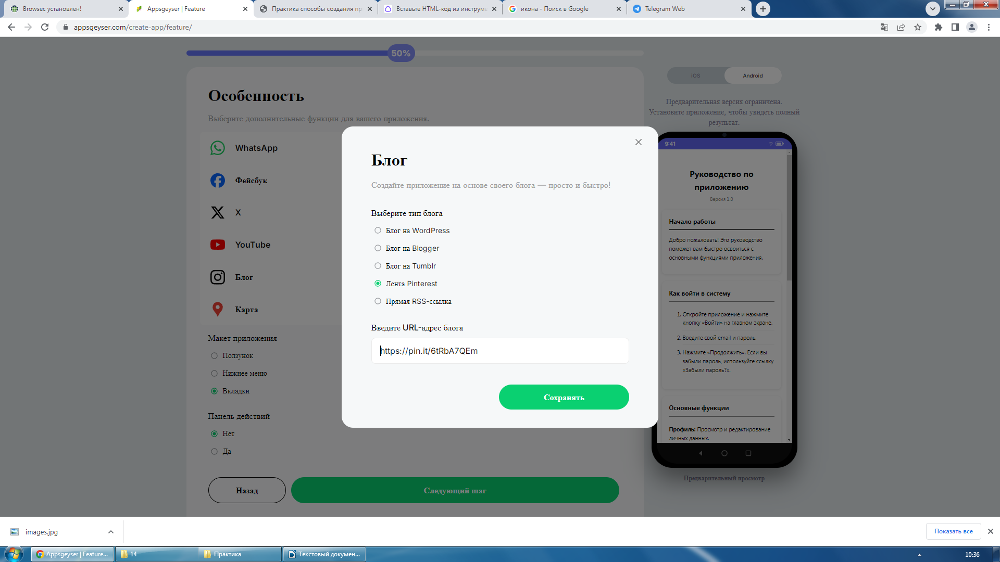 Browsec установлен!
Appsgeyser | Feature
Практика способы создания пр
Вставьте HTML-код из инструме
икона - Поиск в Google
Telegram Web
appsgeyser.com/create-app/feature/
50%
iOS
Android
Особенность
Выберите дополнительные функции для вашего приложения.
Предварительная версия ограничена.
Установите приложение, чтобы увидеть полный
результат.
WhatsApp
Фейсбук
X
YouTube
Блог
Карта
Макет приложения
Ползунок
Нижнее меню
Вкладки
Панель действий
Нет
Да
Назад
Следующий шаг
Блог
Создайте приложение на основе своего блога — просто и быстро!
Выберите тип блога
Блог на WordPress
Блог на Blogger
Блог на Tumblr
Лента Pinterest
Прямая RSS-ссылка
Введите URL-адрес блога
https://pin.it/6tRbA7QEm
Сохранять
9:41
Руководство по
приложению
Версия 1.0
Начало работы
Добро пожаловать! Это руководство
поможет вам быстро освоиться с
основными функциями приложения.
Как войти в систему
1. Откройте приложение и нажмите
кнопку «Войти» на главном экране.
2. Введите свой email и пароль.
3. Нажмите «Продолжить». Если вы
забыли пароль, используйте ссылку
«Забыли пароль?».
Основные функции
Профиль: Просмотр и редактирование
личных данных.
Предварительный просмотр
images.jpg
Показать все
Appsgeyser | Feature...
14
Практика
Текстовый докумен...
10:36